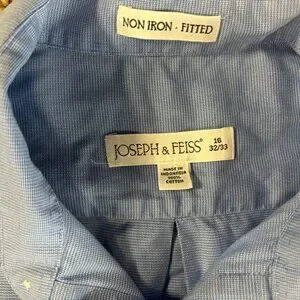 NON IRON - FITTED
JOSEPH & FEISS®
16
32/33
MADE IN
INDONESIA
100%
COTTON